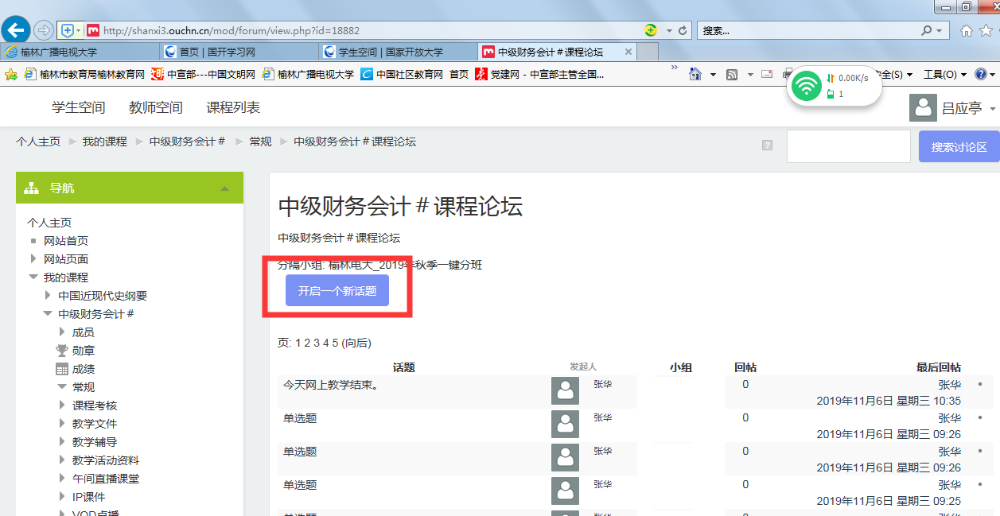 http://shanxi3.ouchn.cn/mod/forum/view.php?id=18882
搜索...
榆林广播电视大学
首页 | 国开学习网
学生空间 | 国家开放大学
中级财务会计＃课程论坛
榆林市教育局榆林教育网
中宣部---中国文明网
榆林广播电视大学
中国社区教育网
首页
党建网 - 中宣部主管全国...
全(S)
工具(O)
0.00K/s
1
学生空间
教师空间
课程列表
吕应亭
个人主页
我的课程
中级财务会计＃
常规
中级财务会计＃课程论坛
搜索讨论区
导航
个人主页
网站首页
网站页面
我的课程
中国近现代史纲要
中级财务会计＃
成员
勋章
成绩
常规
课程考核
教学文件
教学辅导
教学活动资料
午间直播课堂
IP课件
VOD点播
中级财务会计＃课程论坛
中级财务会计＃课程论坛
分隔小组: 榆林电大_2019年秋季一键分班
开启一个新话题
页: 1 2 3 4 5 (向后)
话题 发起人 小组 回帖 最后回帖
今天网上教学结束。 张华 0 张华
2019年11月6日 星期三 10:35
单选题 张华 0 张华
2019年11月6日 星期三 09:26
单选题 张华 0 张华
2019年11月6日 星期三 09:26
单选题 张华 0 张华
2019年11月6日 星期三 09:25